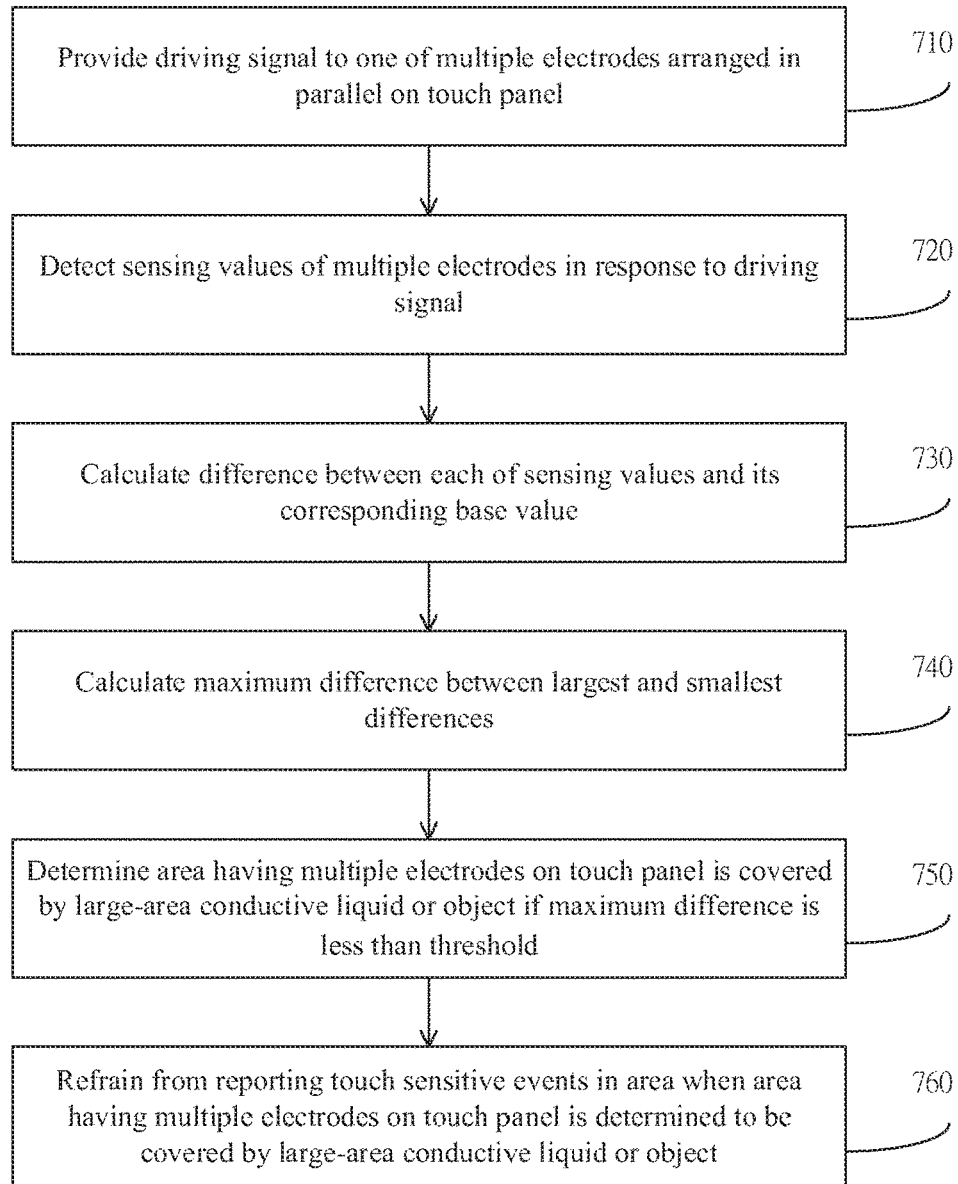 Provide driving signal to one of multiple electrodes arranged in
parallel on touch panel
710
Detect sensing values of multiple electrodes in response to driving
signal
720
Calculate difference between each of sensing values and its
corresponding base value
730
Calculate maximum difference between largest and smallest
differences
740
Determine area having multiple electrodes on touch panel is covered
by large-area conductive liquid or object if maximum difference is
less than threshold
750
Refrain from reporting touch sensitive events in area when area
having multiple electrodes on touch panel is determined to be
covered by large-area conductive liquid or object
760